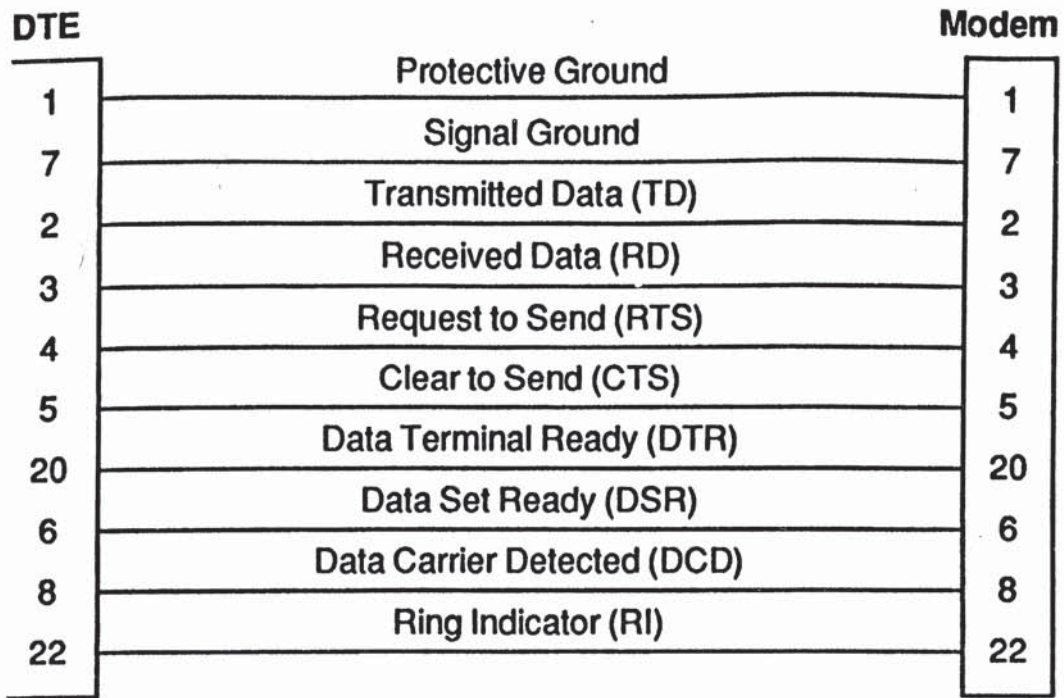 DTE Modem
Protective Ground
1 1
Signal Ground
7 7
Transmitted Data (TD)
2 2
Received Data (RD)
3 3
Request to Send (RTS)
4 4
Clear to Send (CTS)
5 5
Data Terminal Ready (DTR)
20 20
Data Set Ready (DSR)
6 6
Data Carrier Detected (DCD)
8 8
Ring Indicator (RI)
22 22